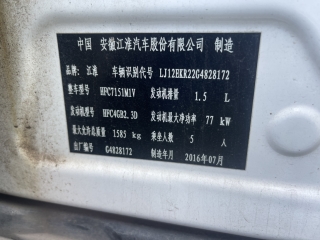 中国 安徽江淮汽车股份有限公司 制造
品牌 江淮 车辆识别代号 LJ12EKR22G4828172
整车型号 HFC7151M1V 发动机排量 1.5 L
发动机型号 HFC4GB2.3D 发动机最大净功率 77 kW
最大允许总质量 1585 kg 乘坐人数 5 人
出厂编号 G4828172 制造年月 2016年07月